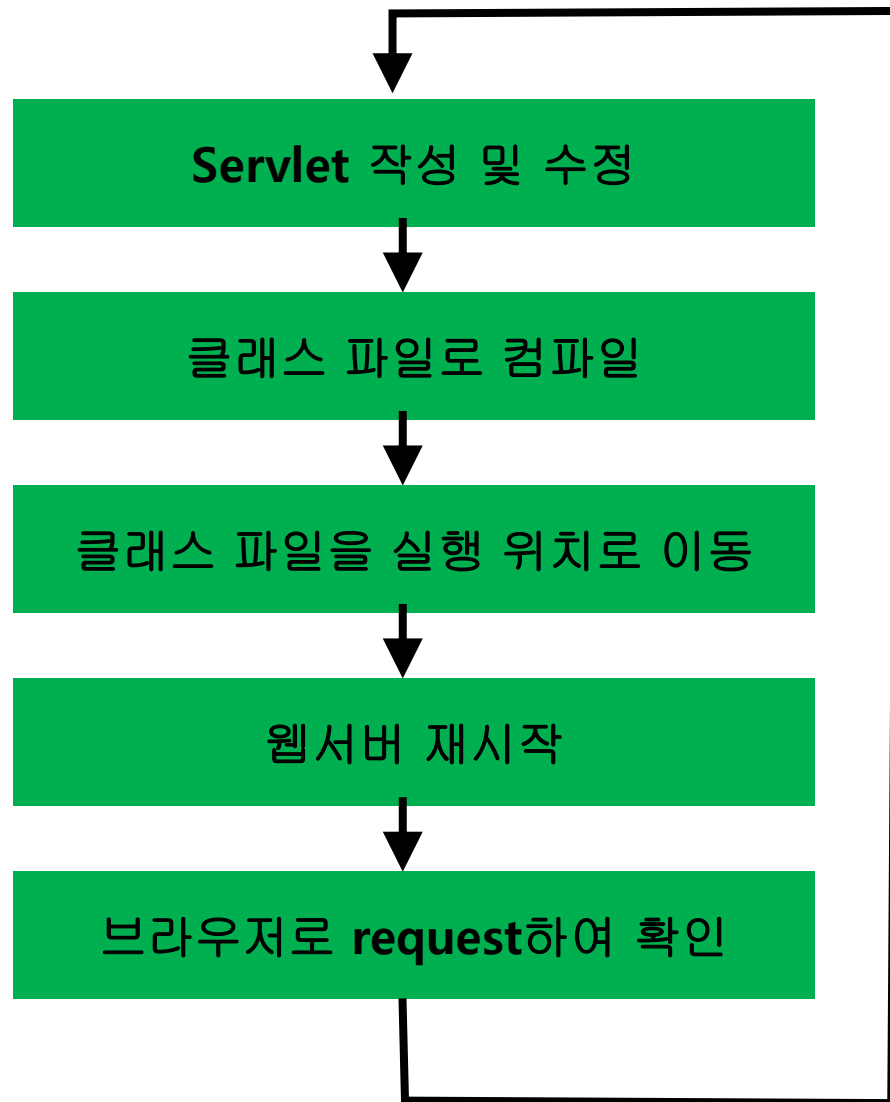 Servlet 작성 및 수정
클래스 파일로 컴파일
클래스 파일을 실행 위치로 이동
웹서버 재시작
브라우저로 request하여 확인